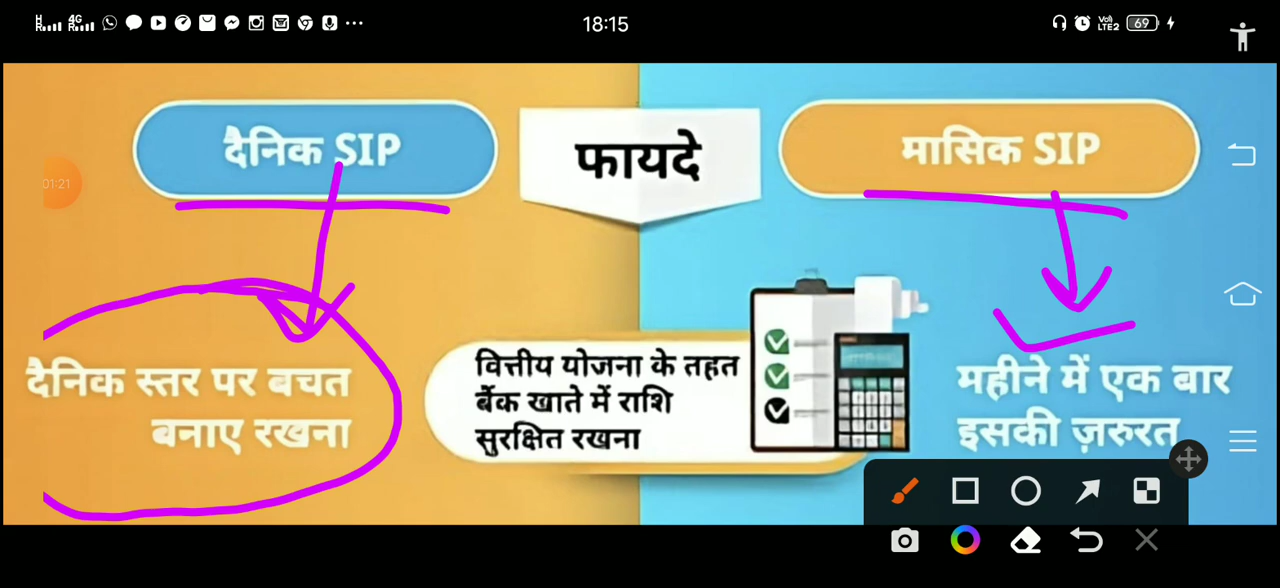 18:15
69
दैनिक SIP
फायदे
मासिक SIP
01:21
दैनिक स्तर पर बचत
बनाए रखना
वित्तीय योजना के तहत
बैंक खाते में राशि
सुरक्षित रखना
महीने में एक बार
इसकी ज़रुरत